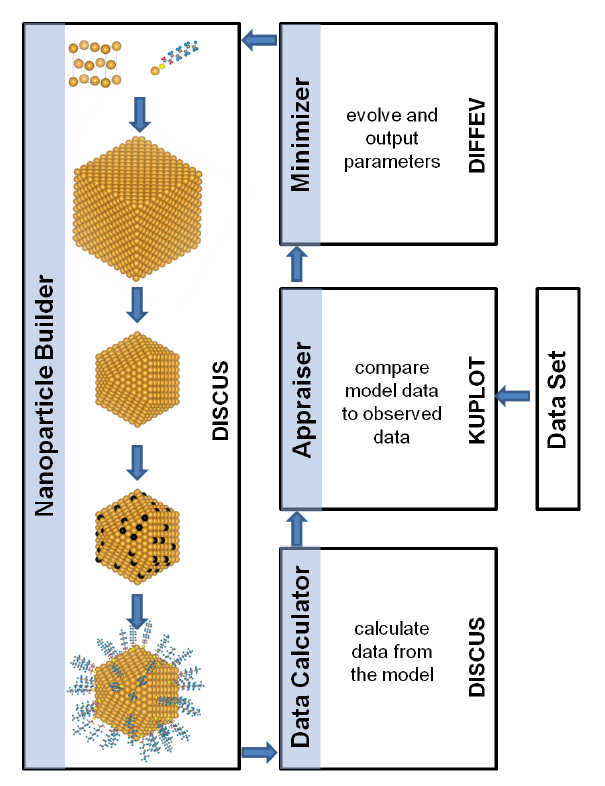 Nanoparticle Builder
DISCUS
Minimizer
evolve and
output
parameters
DIFFEV
Appraiser
compare
model data
to observed
data
KUPLOT
Data Set
Data Calculator
calculate
data from
the model
DISCUS